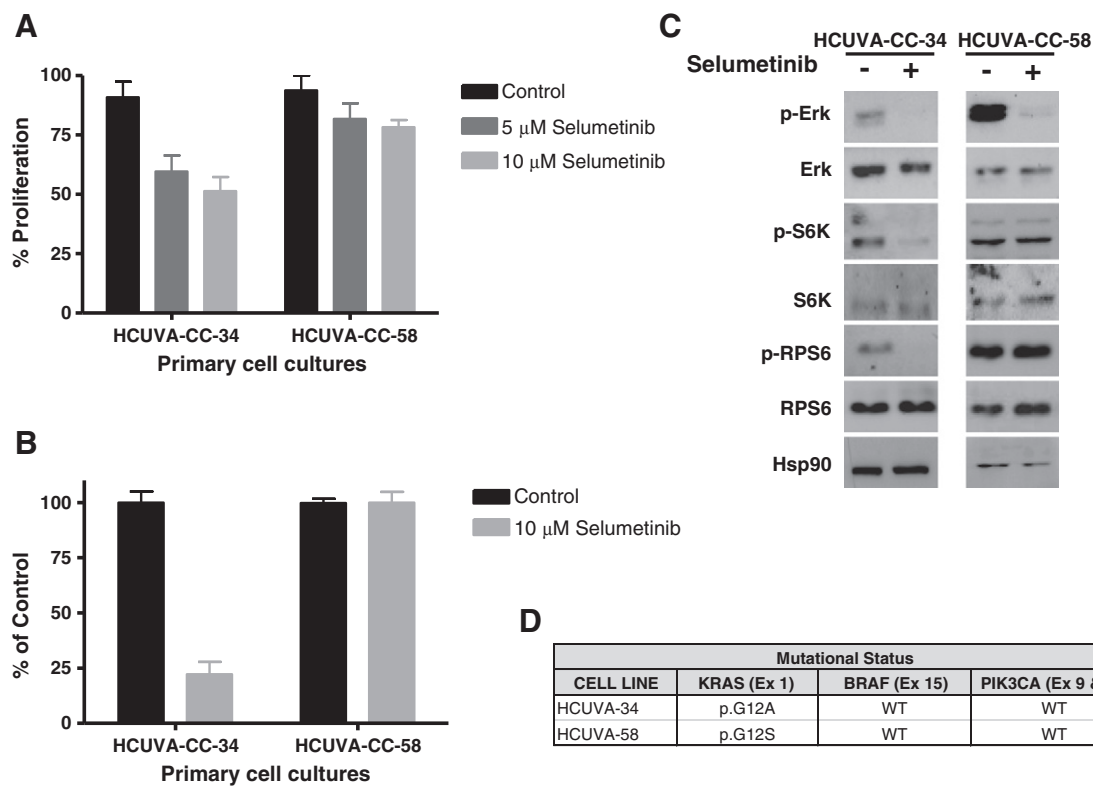 A
100
75
50
25
0
% Proliferation
HCUVA-CC-34 HCUVA-CC-58
Primary cell cultures
Control
5 μM Selumetinib
10 μM Selumetinib
B
100
75
50
25
0
% of Control
HCUVA-CC-34 HCUVA-CC-58
Primary cell cultures
Control
10 μM Selumetinib
C
HCUVA-CC-34 HCUVA-CC-58
Selumetinib - + - +
p-Erk
Erk
p-S6K
S6K
p-RPS6
RPS6
Hsp90
D
Mutational Status
CELL LINE KRAS (Ex 1) BRAF (Ex 15) PIK3CA (Ex 9 &
HCUVA-34 p.G12A WT WT
HCUVA-58 p.G12S WT WT